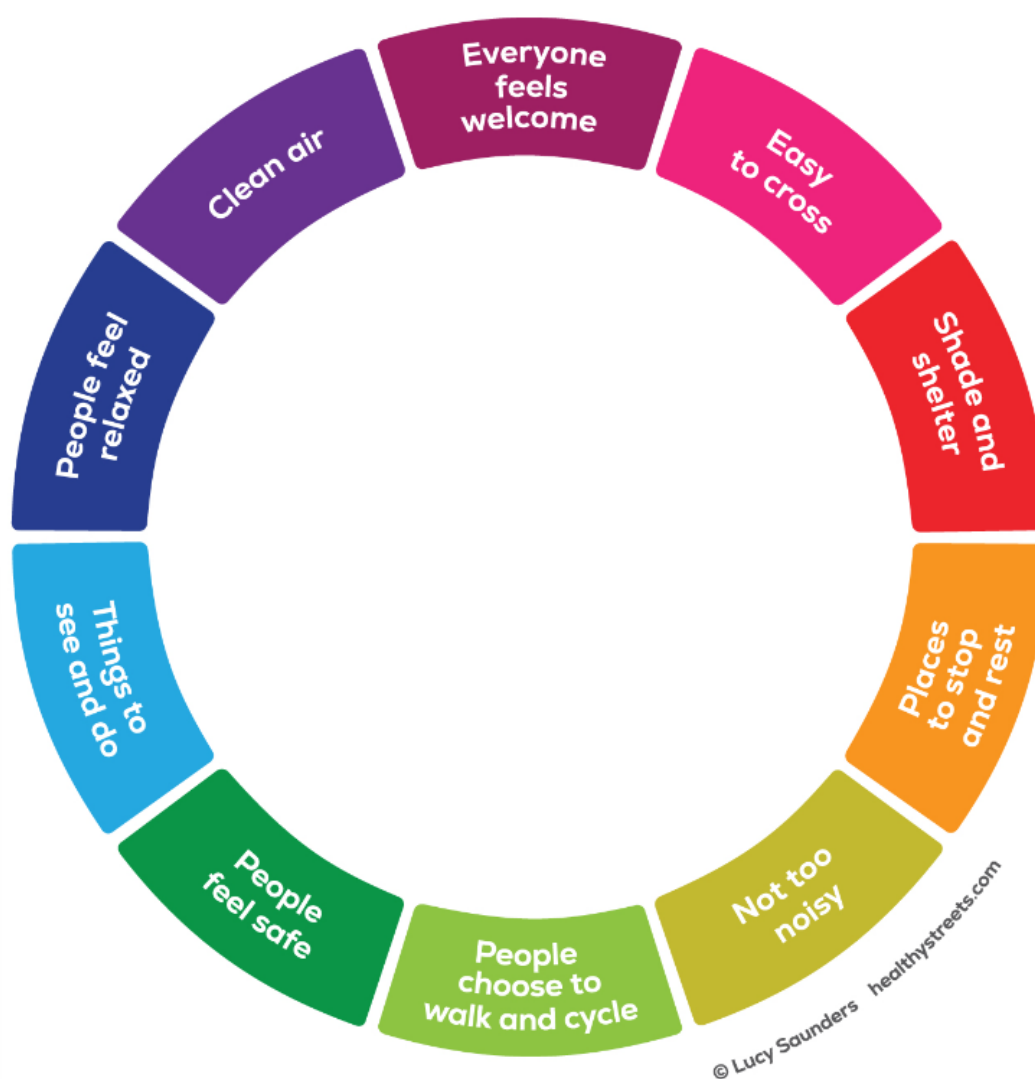 Everyone
feels
welcome
Easy
to cross
Shade and
shelter
Places
to stop
and rest
Not too
noisy
People
choose to
walk and cycle
People
feel safe
Things to
see and do
People feel
relaxed
Clean air
© Lucy Saunders healthystreets.com